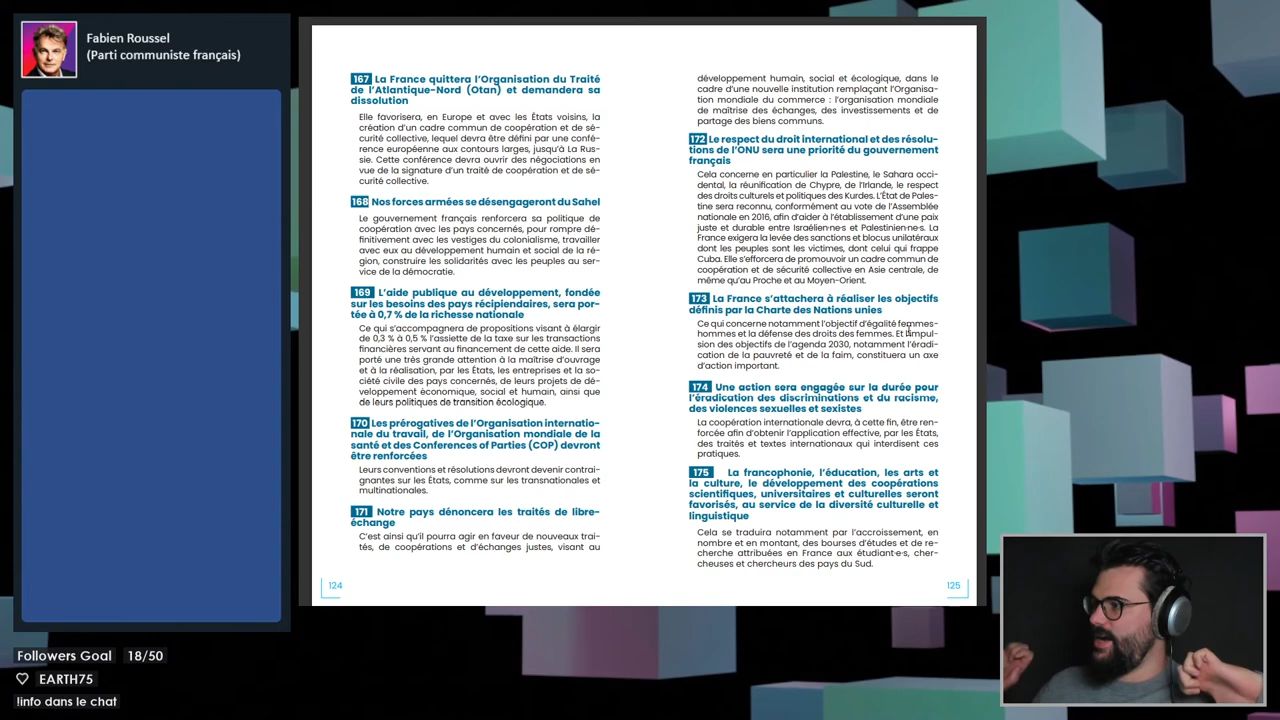 Fabien Roussel
(Parti communiste français)
167 La France quittera l'Organisation du Traité
de l'Atlantique-Nord (Otan) et demandera sa
dissolution
Elle favorisera, en Europe et avec les États voisins, la
création d'un cadre commun de coopération et de sé-
curité collective, lequel devra être défini par une confé-
rence européenne aux contours larges, jusqu'à La Rus-
sie. Cette conférence devra ouvrir des négociations en
vue de la signature d'un traité de coopération et de sé-
curité collective.
168 Nos forces armées se désengageront du Sahel
Le gouvernement français renforcera sa politique de
coopération avec les pays concernés, pour rompre dé-
finitivement avec les vestiges du colonialisme, travailler
avec eux au développement humain et social de la ré-
gion, construire les solidarités avec les peuples au ser-
vice de la démocratie.
169 L'aide publique au développement, fondée
sur les besoins des pays récipiendaires, sera por-
tée à 0,7 % de la richesse nationale
Ce qui s'accompagnera de propositions visant à élargir
de 0,3 % à 0,5 % l'assiette de la taxe sur les transactions
financières servant au financement de cette aide. Il sera
porté une très grande attention à la maîtrise d'ouvrage
et à la réalisation, par les États, les entreprises et la so-
ciété civile des pays concernés, de leurs projets de dé-
veloppement économique, social et humain, ainsi que
de leurs politiques de transition écologique.
170 Les prérogatives de l'Organisation internatio-
nale du travail, de l'Organisation mondiale de la
santé et des Conferences of Parties (COP) devront
être renforcées
Leurs conventions et résolutions devront devenir contrai-
gnantes sur les États, comme sur les transnationales et
multinationales.
171 Notre pays dénoncera les traités de libre-
échange
C'est ainsi qu'il pourra agir en faveur de nouveaux trai-
tés, de coopérations et d'échanges justes, visant au
124
développement humain, social et écologique, dans le
cadre d'une nouvelle institution remplaçant l'Organisa-
tion mondiale du commerce : l'organisation mondiale
de maîtrise des échanges, des investissements et de
partage des biens communs.
172 Le respect du droit international et des résolu-
tions de l'ONU sera une priorité du gouvernement
français
Cela concerne en particulier la Palestine, le Sahara occi-
dental, la réunification de Chypre, de l'Irlande, le respect
des droits culturels et politiques des Kurdes. L'État de Pales-
tine sera reconnu, conformément au vote de l'Assemblée
nationale en 2016, afin d'aider à l'établissement d'une paix
juste et durable entre Israélien·ne·s et Palestinien·ne·s. La
France exigera la levée des sanctions et blocus unilatéraux
dont les peuples sont les victimes, dont celui qui frappe
Cuba. Elle s'efforcera de promouvoir un cadre commun de
coopération et de sécurité collective en Asie centrale, de
même qu'au Proche et au Moyen-Orient.
173 La France s'attachera à réaliser les objectifs
définis par la Charte des Nations unies
Ce qui concerne notamment l'objectif d'égalité femmes-
hommes et la défense des droits des femmes. Et l'impul-
sion des objectifs de l'agenda 2030, notamment l'éradi-
cation de la pauvreté et de la faim, constituera un axe
d'action important.
174 Une action sera engagée sur la durée pour
l'éradication des discriminations et du racisme,
des violences sexuelles et sexistes
La coopération internationale devra, à cette fin, être ren-
forcée afin d'obtenir l'application effective, par les États,
des traités et textes internationaux qui interdisent ces
pratiques.
175 La francophonie, l'éducation, les arts et
la culture, le développement des coopérations
scientifiques, universitaires et culturelles seront
favorisés, au service de la diversité culturelle et
linguistique
Cela se traduira notamment par l'accroissement, en
nombre et en montant, des bourses d'études et de re-
cherche attribuées en France aux étudiant·e·s, cher-
cheuses et chercheurs des pays du Sud.
125
Followers Goal 18/50
EARTH75
!info dans le chat